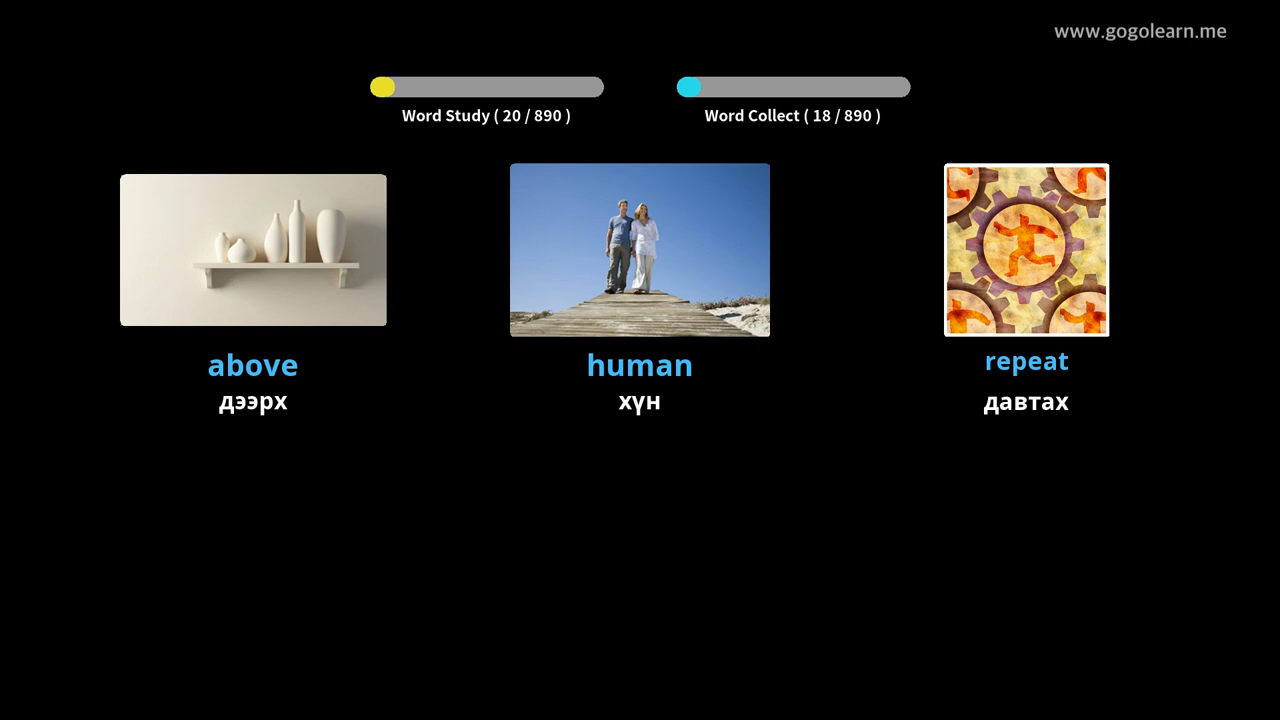 www.gogolearn.me
Word Study ( 20 / 890 )
Word Collect ( 18 / 890 )
above
дээрх
human
хүн
repeat
давтах